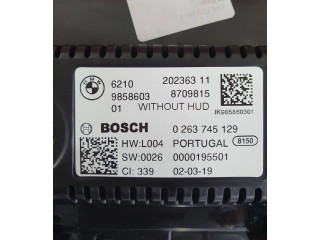 6210 202363 11
9858603 8709815
01 WITHOUT HUD
IK985860301
BOSCH 0 263 745 129
HW:L004 PORTUGAL 8150
SW:0026 0000195501
CI: 339 02-03-19